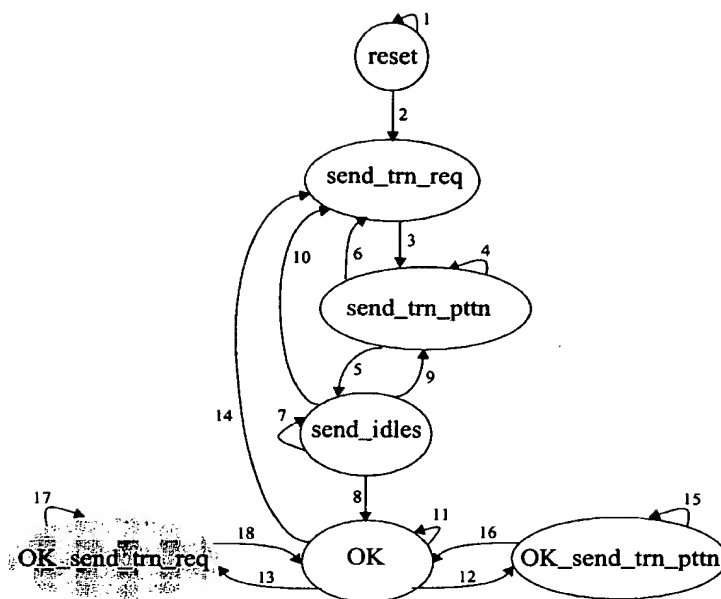 1
reset
2
send_trn_req
10
6
3
4
send_trn_pttn
5
9
14
7
send_idles
8
17
11
15
18
16
OK_send_trn_req
OK
OK_send_trn_pttn
13
12